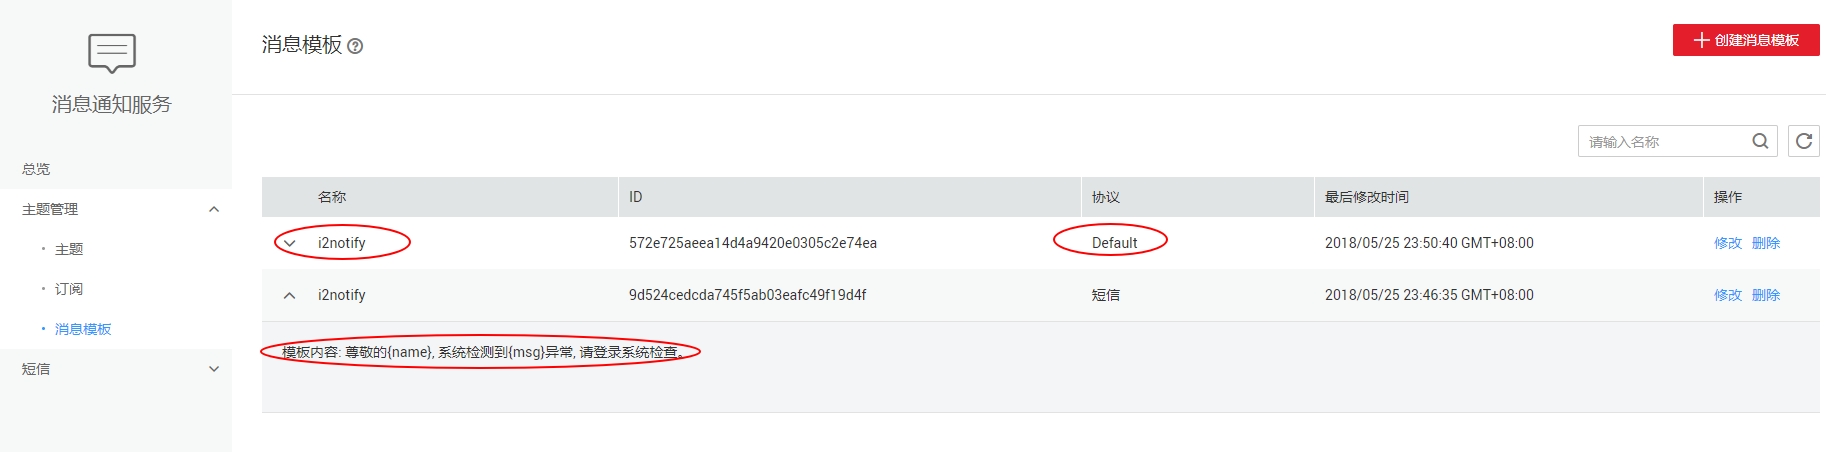 消息通知服务
总览
主题管理
主题
订阅
消息模板
短信
消息模板
创建消息模板
请输入名称
名称 ID 协议 最后修改时间 操作
i2notify 572e725aeea14d4a9420e0305c2e74ea Default 2018/05/25 23:50:40 GMT+08:00 修改 删除
i2notify 9d524cedcda745f5ab03eafc49f19d4f 短信 2018/05/25 23:46:35 GMT+08:00 修改 删除
模板内容: 尊敬的{name}, 系统检测到{msg}异常, 请登录系统检查。